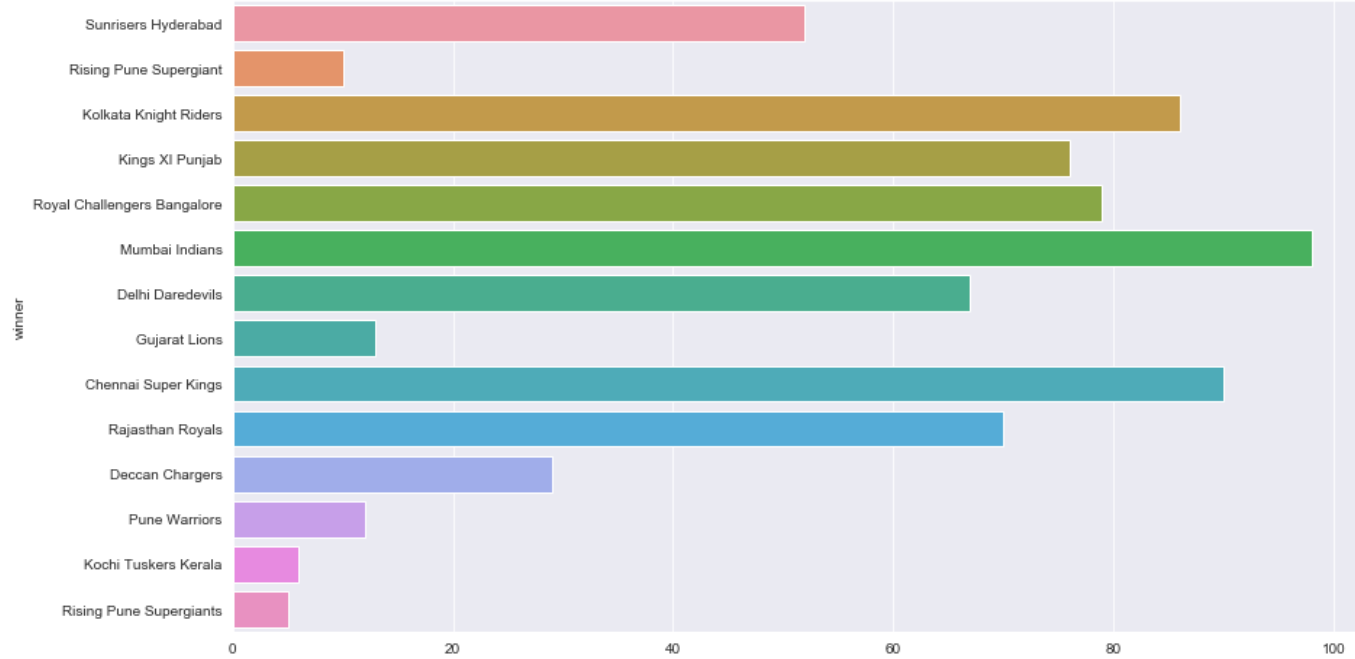 Sunrisers Hyderabad
Rising Pune Supergiant
Kolkata Knight Riders
Kings XI Punjab
Royal Challengers Bangalore
Mumbai Indians
Delhi Daredevils
winner
Gujarat Lions
Chennai Super Kings
Rajasthan Royals
Deccan Chargers
Pune Warriors
Kochi Tuskers Kerala
Rising Pune Supergiants
0 20 40 60 80 100